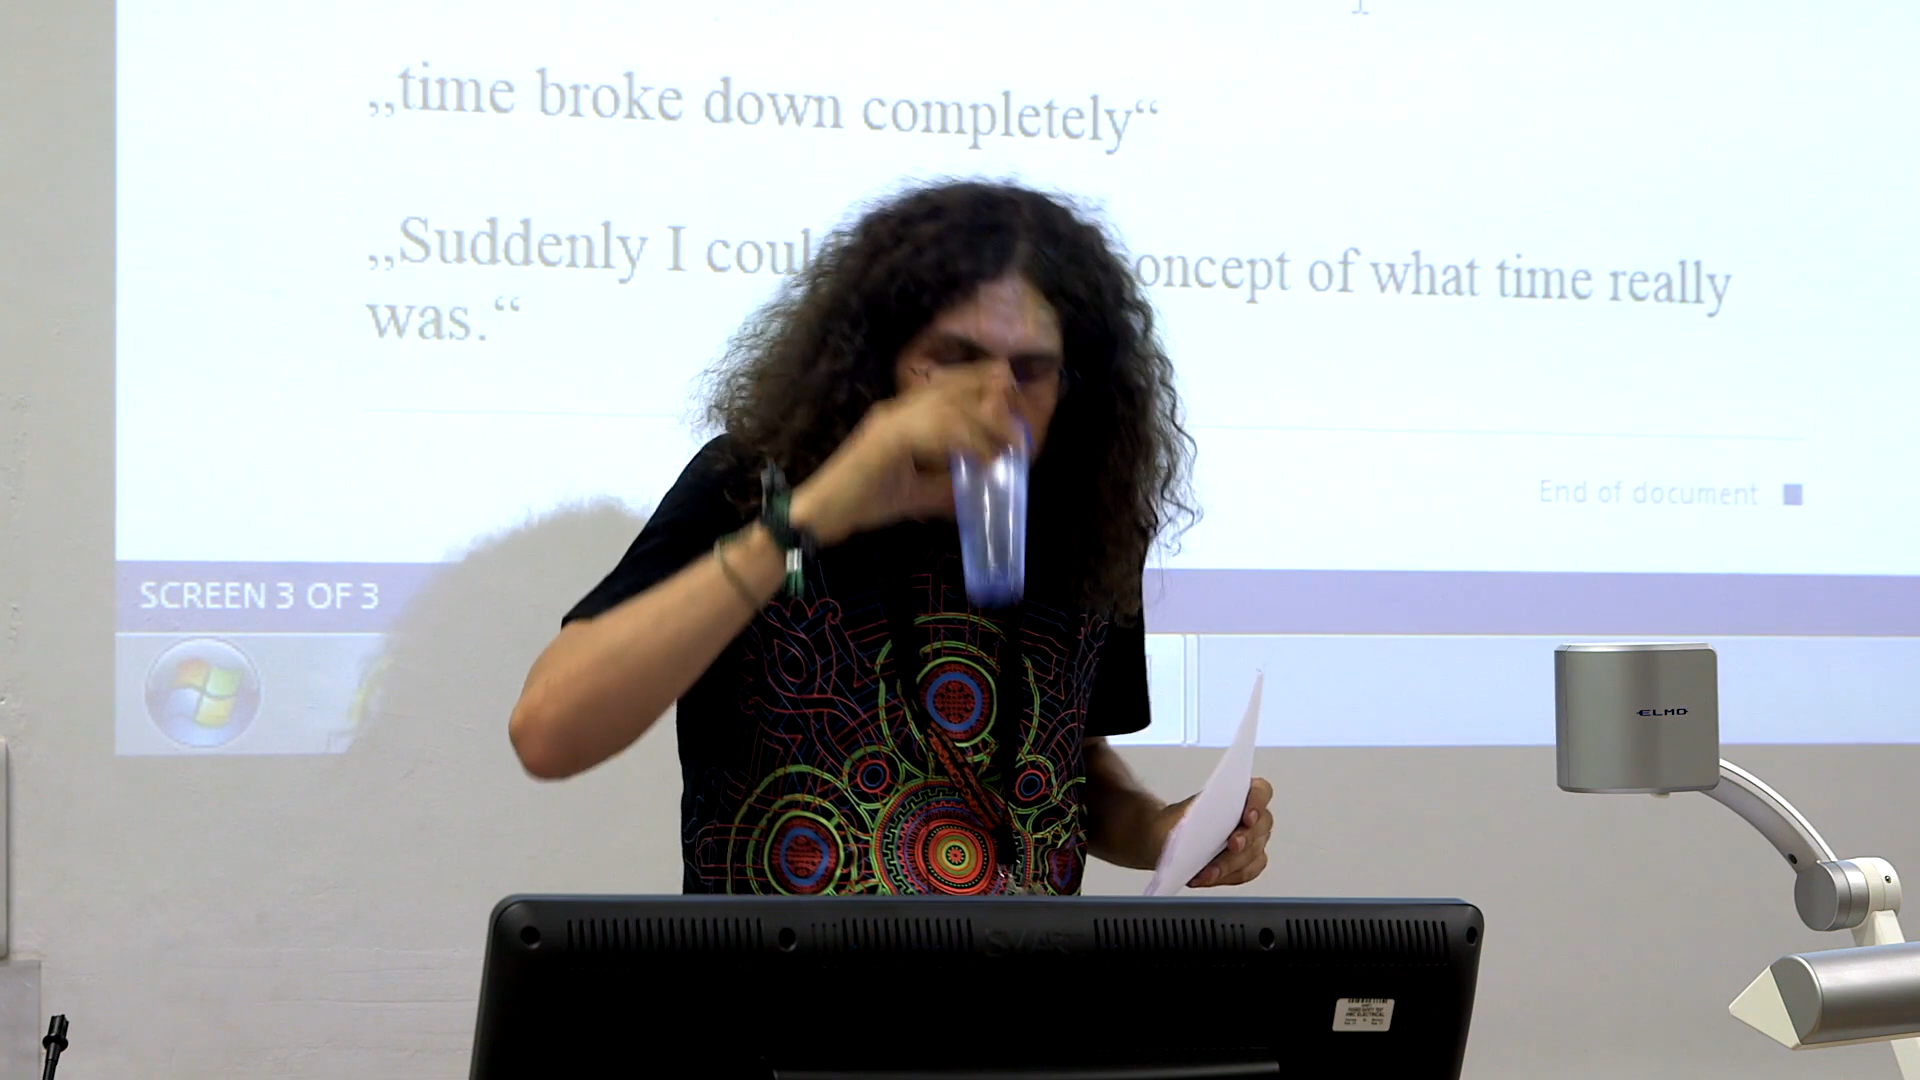 „time broke down completely“
„Suddenly I coul oncept of what time really
was.“
End of document
SCREEN 3 OF 3
ELMO
SMART